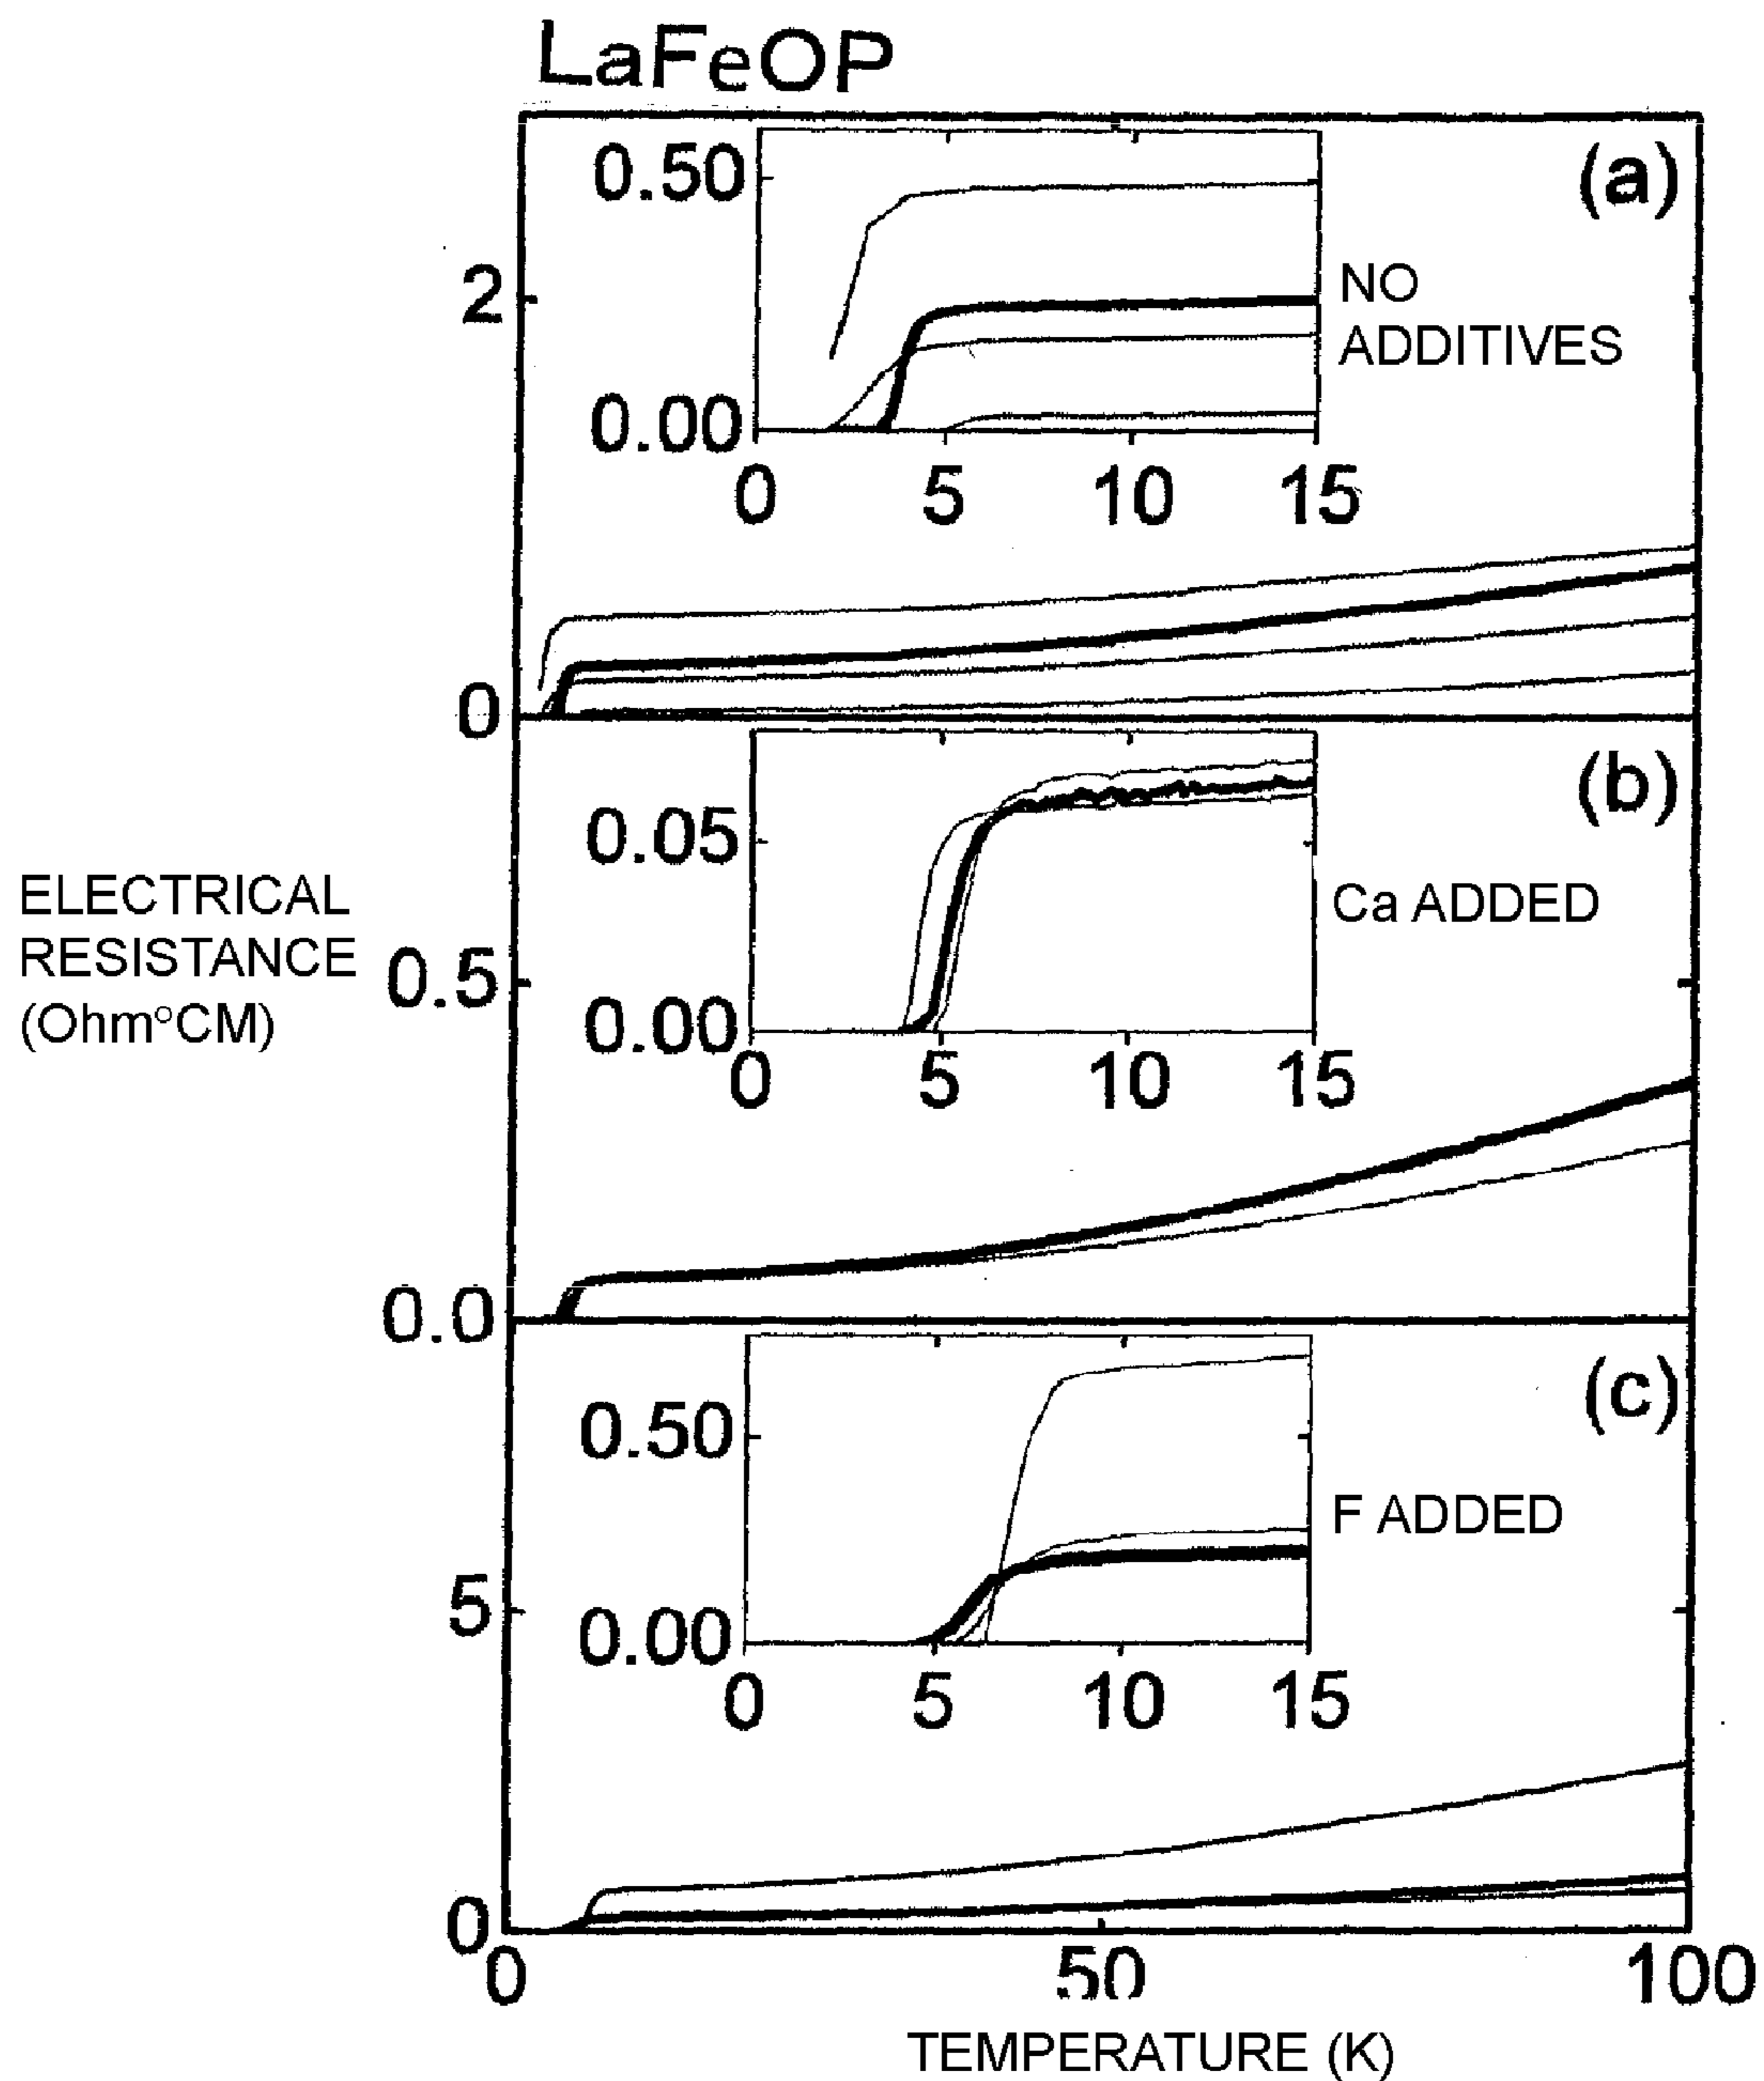 LaFeOP
(a)
0.50
NO
ADDITIVES
2
0.00
0 5 10 15
0
(b)
0.05
Ca ADDED
ELECTRICAL
RESISTANCE
(Ohm°CM)
0.5
0.00
0 5 10 15
0.0
(c)
0.50
F ADDED
5
0.00
0 5 10 15
0
0 50 100
TEMPERATURE (K)